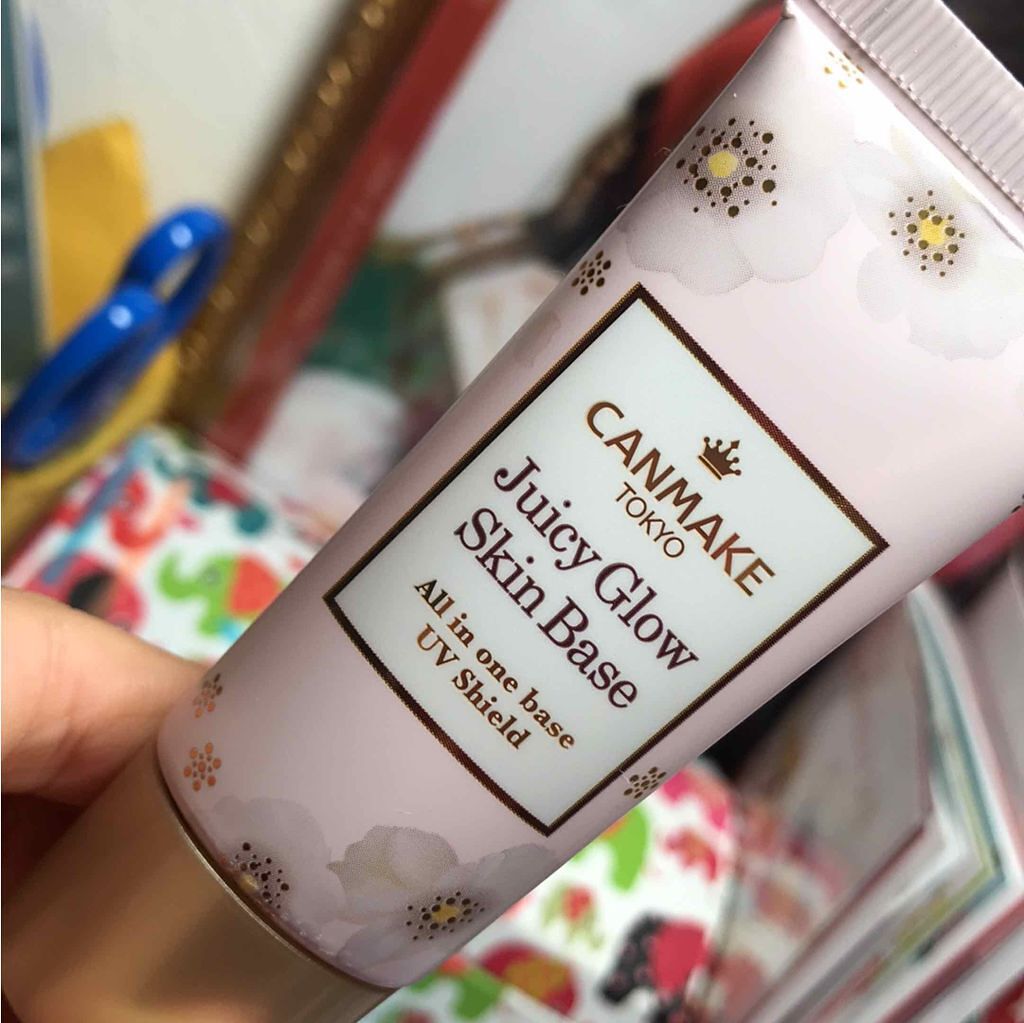 CANMAKE
TOKYO
Juicy Glow
Skin Base
All in one base
UV Shield